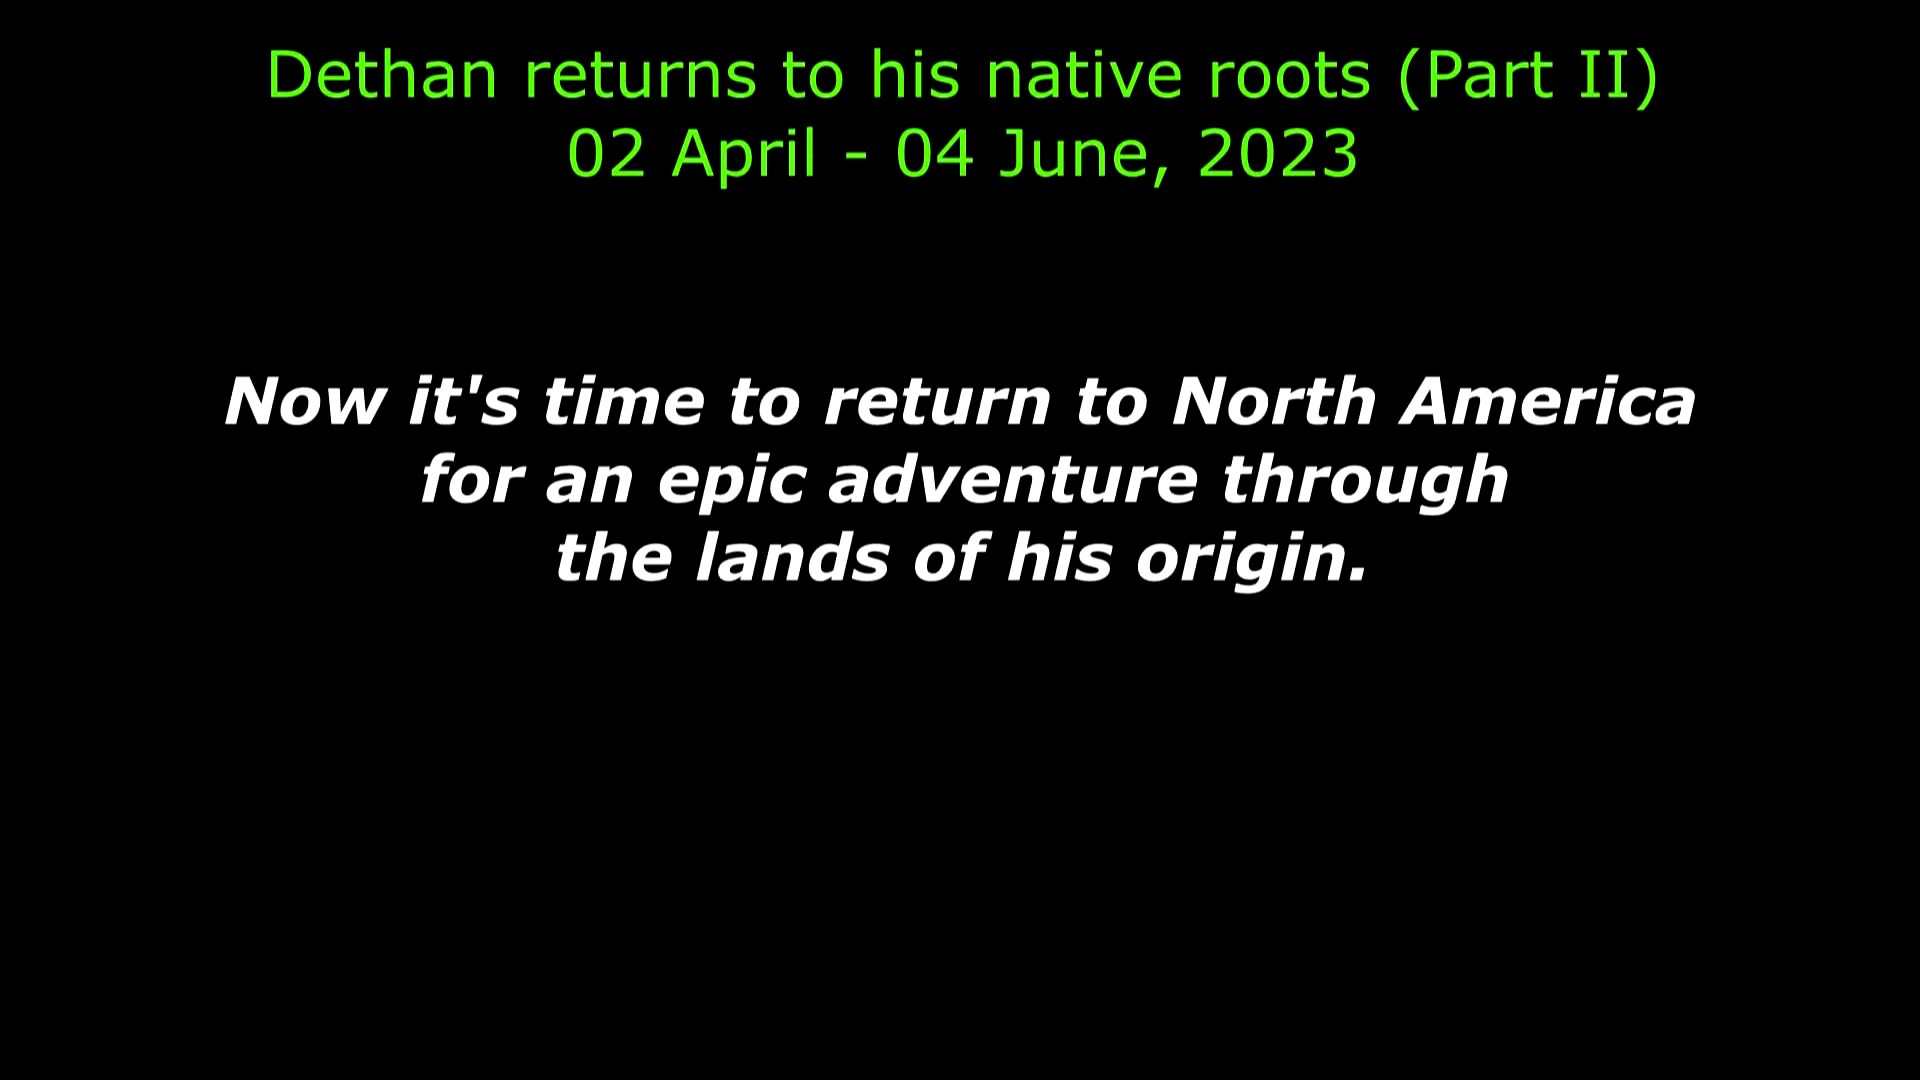 Dethan returns to his native roots (Part II)
02 April - 04 June, 2023
Now it's time to return to North America
for an epic adventure through
the lands of his origin.